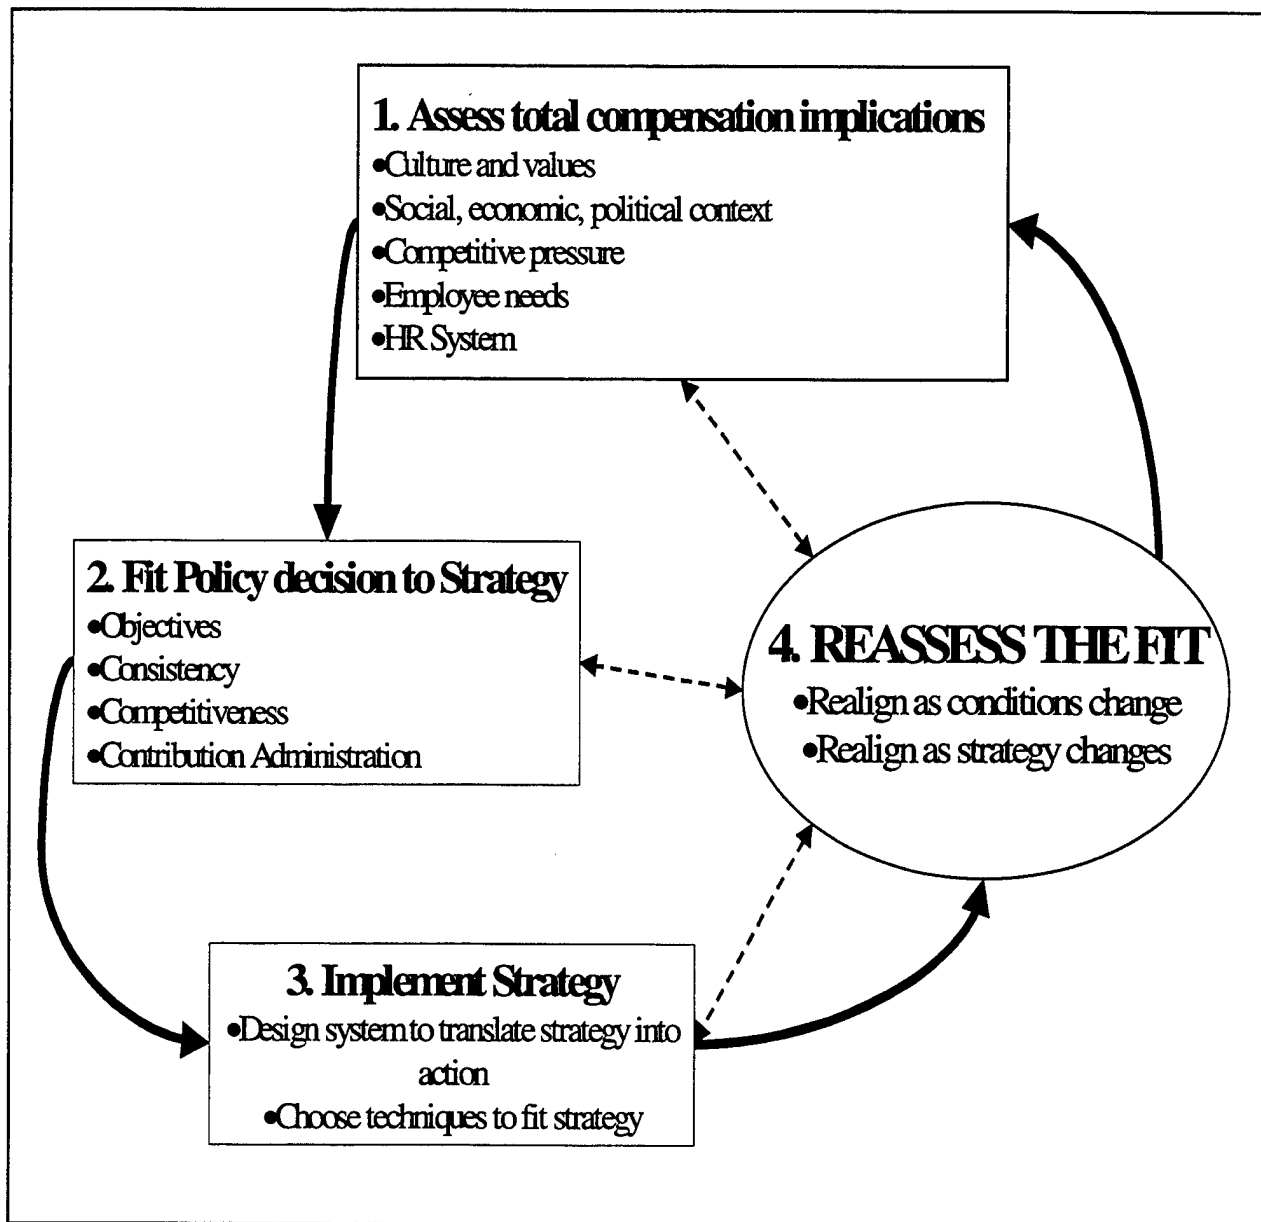 1. Assess total compensation implications
•Culture and values
•Social, economic, political context
•Competitive pressure
•Employee needs
•HR System
2. Fit Policy decision to Strategy
•Objectives
•Consistency
•Competitiveness
•Contribution Administration
3. Implement Strategy
•Design system to translate strategy into
action
•Choose techniques to fit strategy
4. REASSESS THE FIT
•Realign as conditions change
•Realign as strategy changes